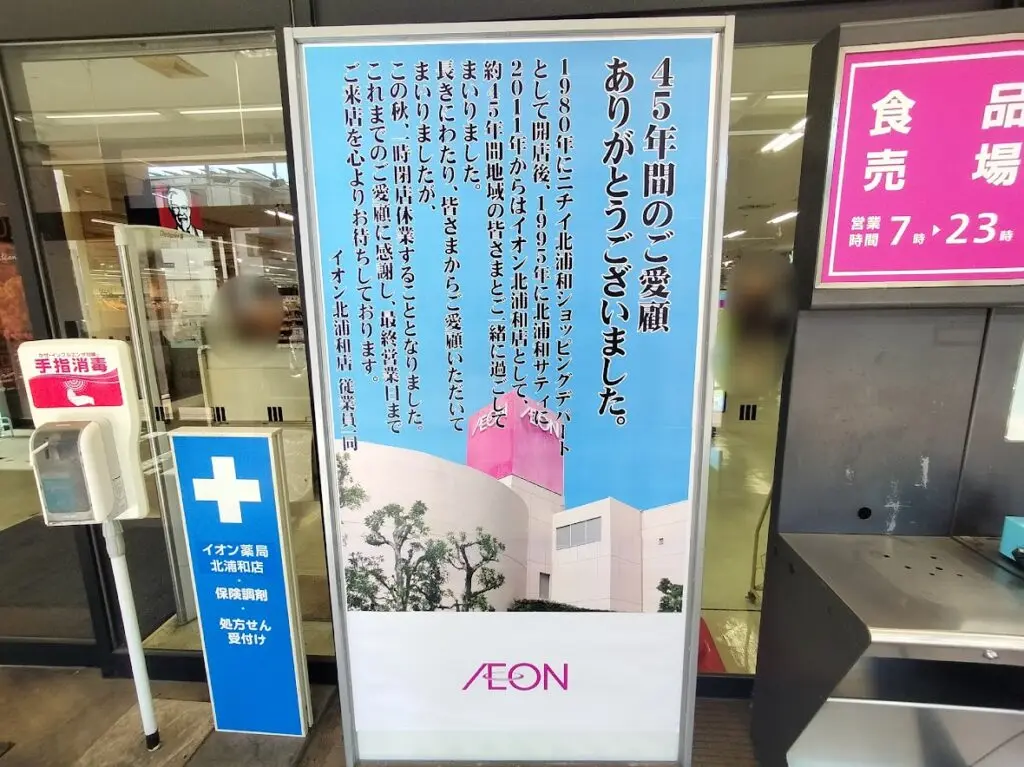 45年間のご愛顧
ありがとうございました。
1980年にニチイ北浦和ショッピングデパート
として開店後、1995年に北浦和サティに
2011年からはイオン北浦和店として、
約45年間地域の皆さまとご一緒に過ごして
まいりました。
長きにわたり、皆さまからご愛顧いただいて
まいりましたが、
この秋、一時閉店休業することとなりました。
これまでのご愛顧に感謝し、最終営業日まで
ご来店を心よりお待ちしております。
イオン北浦和店 従業員一同
ÆON
ÆON
ÆON
食品
売場
営業
時間 7時 23時
手指消毒
イオン薬局
北浦和店
保険調剤
処方せん
受付け